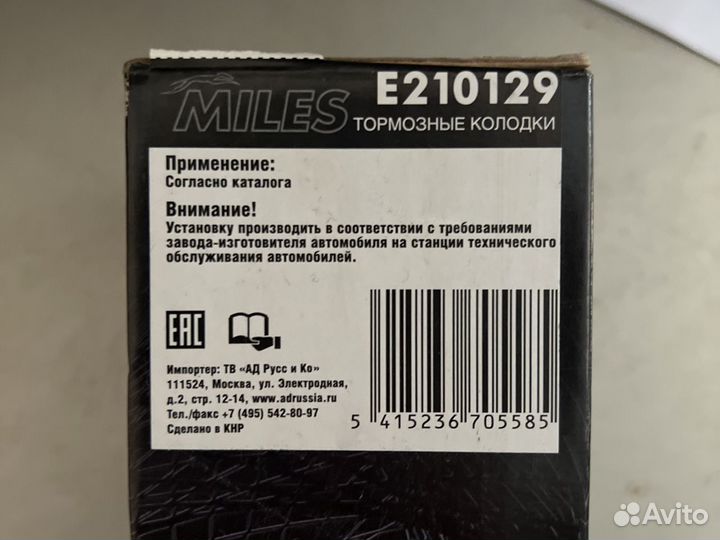 MILES
E210129
ТОРМОЗНЫЕ КОЛОДКИ
Применение:
Согласно каталога
Внимание!
Установку производить в соответствии с требованиями
завода-изготовителя автомобиля на станции технического
обслуживания автомобилей.
EAC
Импортер: ТВ «АД Русс и Ко»
111524, Москва, ул. Электродная,
д.2, стр. 12-14, www.adrussia.ru
Тел./факс +7 (495) 542-80-97
Сделано в КНР
5 415236 705585
Avito